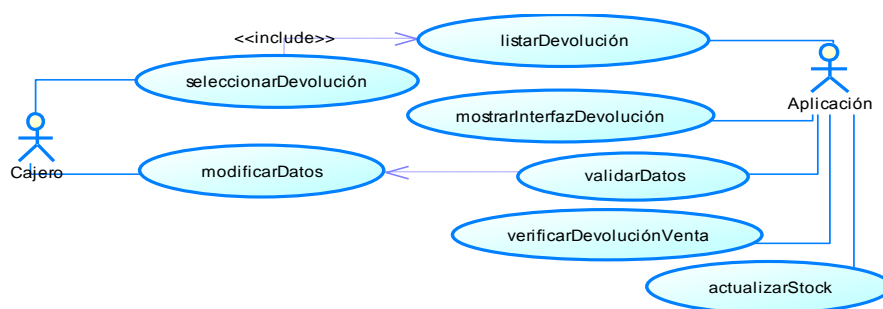 <<include>>
listarDevolución
seleccionarDevolución
Aplicación
mostrarInterfazDevolución
Cajero
modificarDatos
validarDatos
verificarDevoluciónVenta
actualizarStock